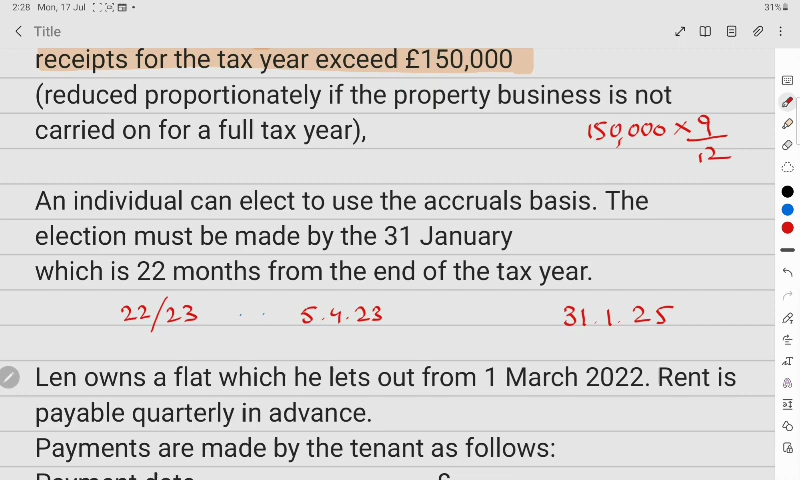 2:28 Mon, 17 Jul
31%
Title
receipts for the tax year exceed £150,000
(reduced proportionately if the property business is not
carried on for a full tax year),
150,000 × 9
12
An individual can elect to use the accruals basis. The
election must be made by the 31 January
which is 22 months from the end of the tax year.
22/23 5.4.23 31.1.25
Len owns a flat which he lets out from 1 March 2022. Rent is
payable quarterly in advance.
Payments are made by the tenant as follows:
Payment date £